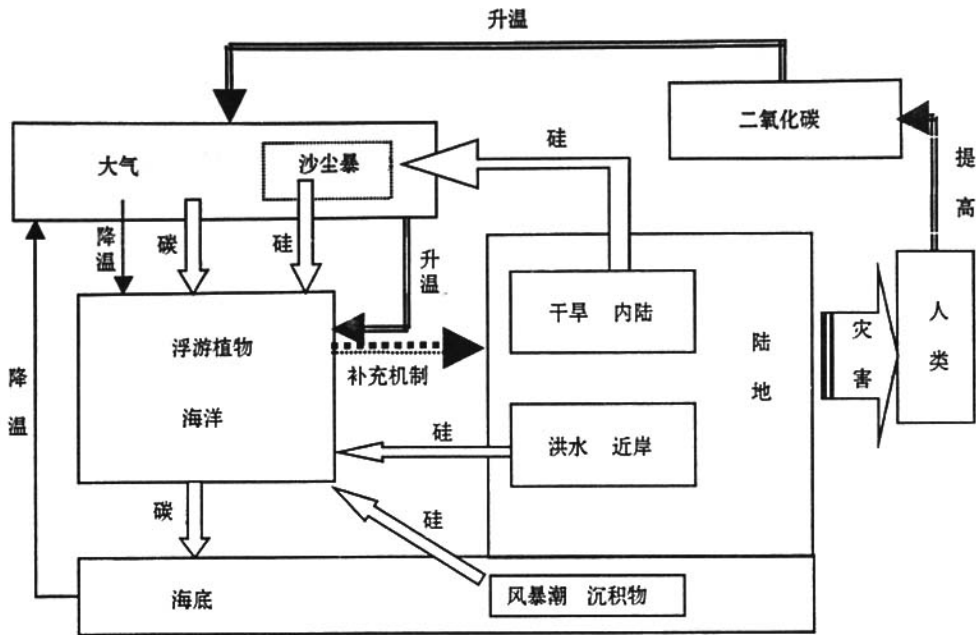 升温
二氧化碳
提高
大气
沙尘暴
硅
降温
碳
硅
升温
干旱 内陆
陆地
灾害
人类
浮游植物
海洋
补充机制
降温
硅
洪水 近岸
碳
硅
海底
风暴潮 沉积物